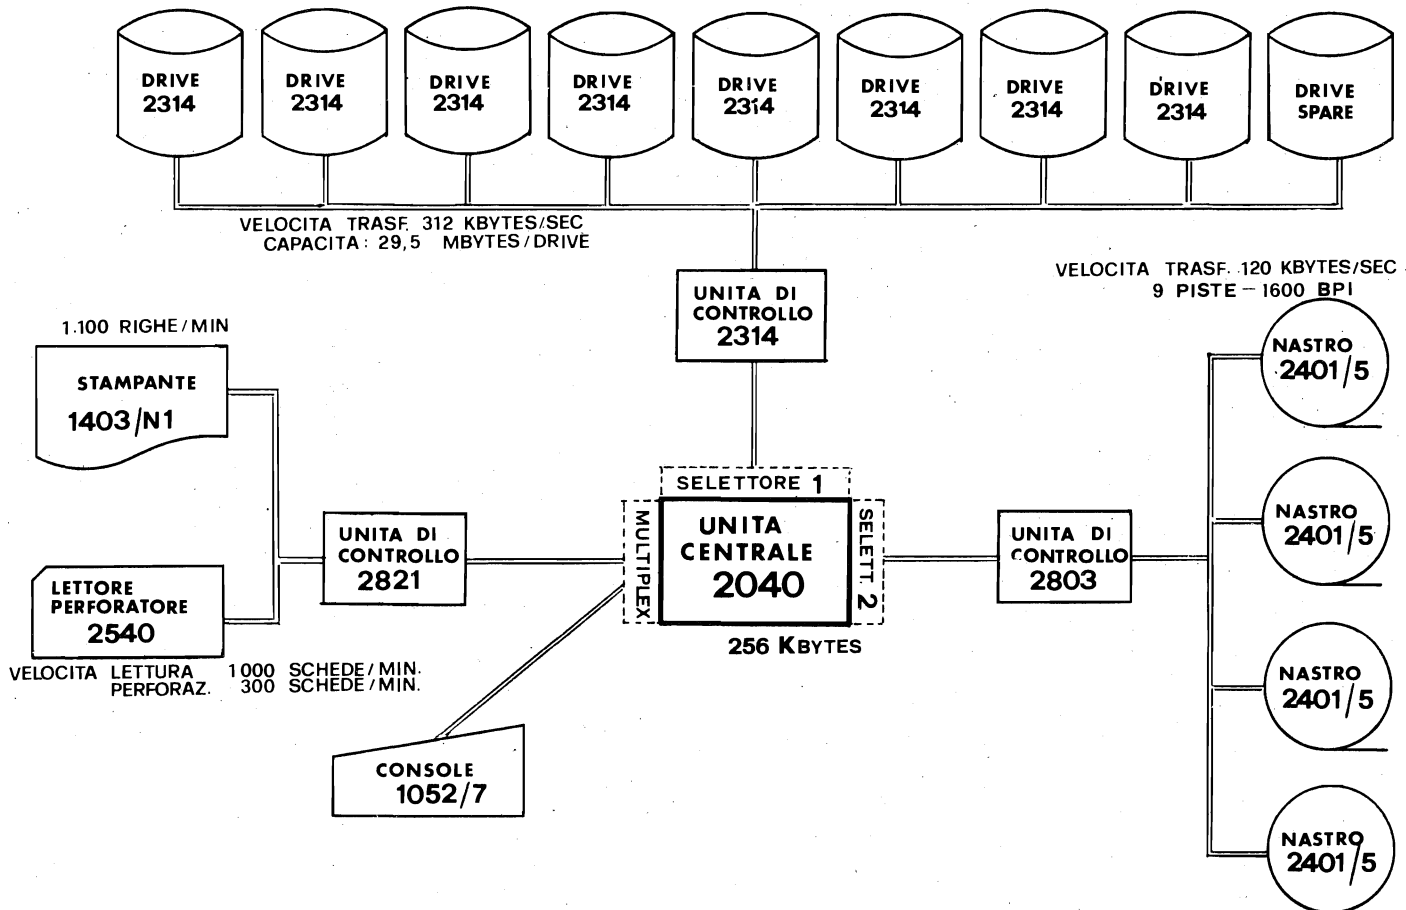 DRIVE
2314
DRIVE
2314
DRIVE
2314
DRIVE
2314
DRIVE
2314
DRIVE
2314
DRIVE
2314
DRIVE
2314
DRIVE
SPARE
VELOCITA TRASF. 312 KBYTES/SEC
CAPACITA: 29,5 MBYTES/DRIVE
UNITA DI
CONTROLLO
2314
VELOCITA TRASF. 120 KBYTES/SEC
9 PISTE - 1600 BPI
1.100 RIGHE/MIN
STAMPANTE
1403/N1
NASTRO
2401/5
SELETTORE 1
MULTIPLEX
UNITA
CENTRALE
2040
SELETT. 2
256 KBYTES
UNITA DI
CONTROLLO
2821
UNITA DI
CONTROLLO
2803
NASTRO
2401/5
LETTORE
PERFORATORE
2540
VELOCITA LETTURA 1000 SCHEDE/MIN.
PERFORAZ. 300 SCHEDE/MIN.
NASTRO
2401/5
CONSOLE
1052/7
NASTRO
2401/5